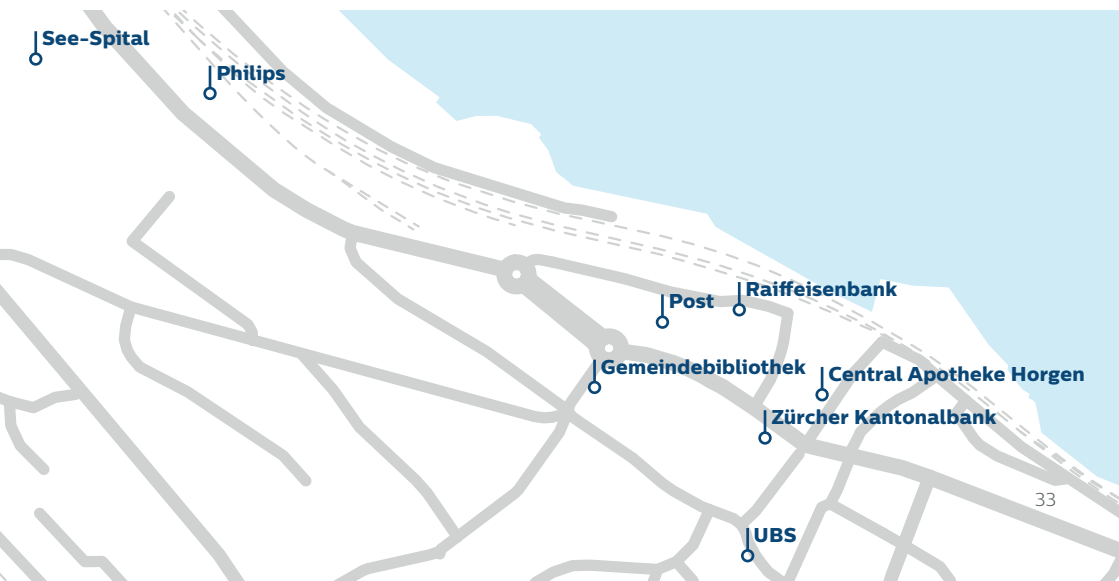 See-Spital
Philips
Raiffeisenbank
Post
Gemeindebibliothek
Central Apotheke Horgen
Zürcher Kantonalbank
33
UBS